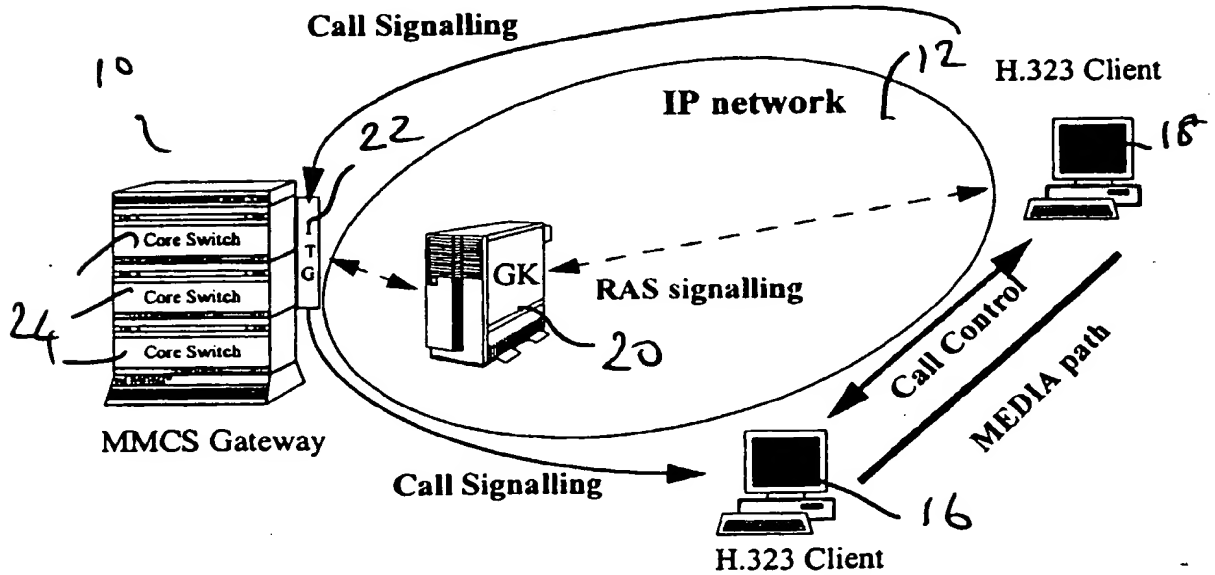 Call Signalling
10
12
H.323 Client
IP network
22
18
ITG
Core Switch
GK
24
Core Switch
RAS signalling
20
Core Switch
Call Control
MEDIA path
MMCS Gateway
Call Signalling
16
H.323 Client